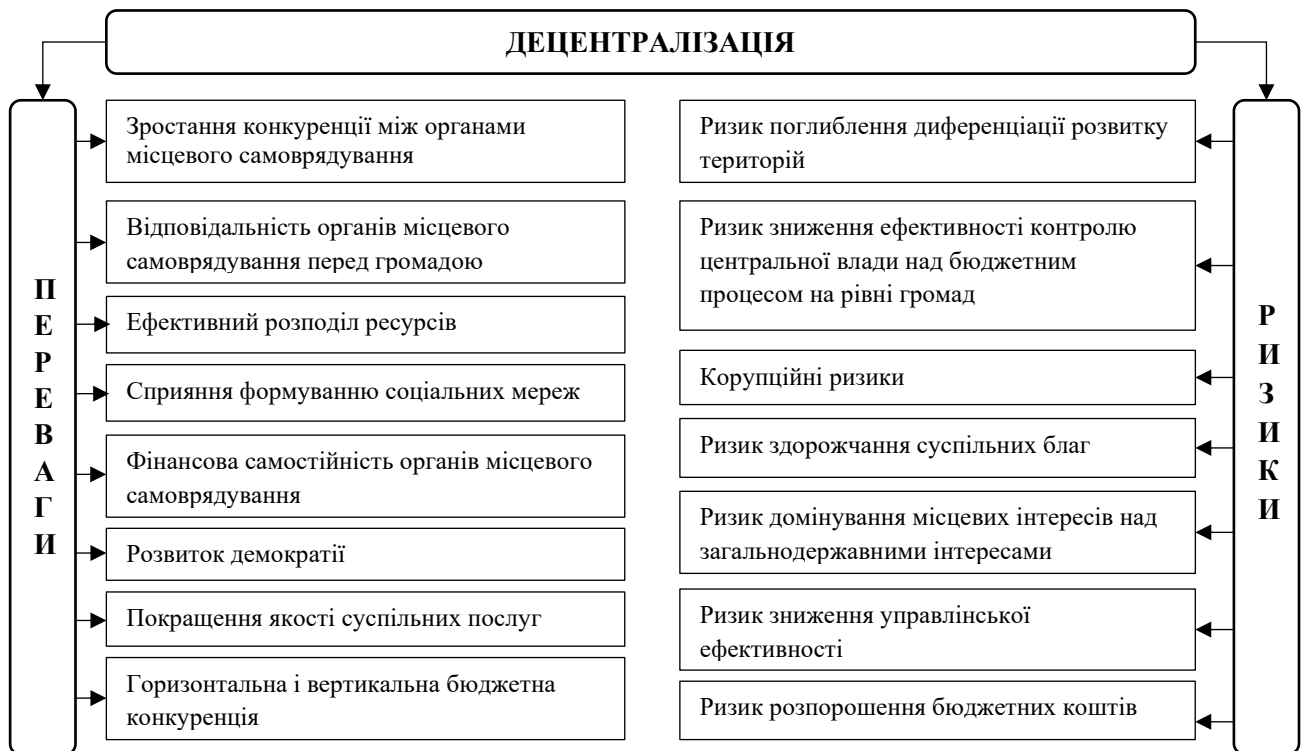 ДЕЦЕНТРАЛІЗАЦІЯ
ПЕРЕВАГИ
Зростання конкуренції між органами
місцевого самоврядування
Відповідальність органів місцевого
самоврядування перед громадою
Ефективний розподіл ресурсів
Сприяння формуванню соціальних мереж
Фінансова самостійність органів місцевого
самоврядування
Розвиток демократії
Покращення якості суспільних послуг
Горизонтальна і вертикальна бюджетна
конкуренція
Ризик поглиблення диференціації розвитку
територій
Ризик зниження ефективності контролю
центральної влади над бюджетним
процесом на рівні громад
Корупційні ризики
Ризик здорожчання суспільних благ
Ризик домінування місцевих інтересів над
загальнодержавними інтересами
Ризик зниження управлінської
ефективності
Ризик розпорошення бюджетних коштів
РИЗИКИ